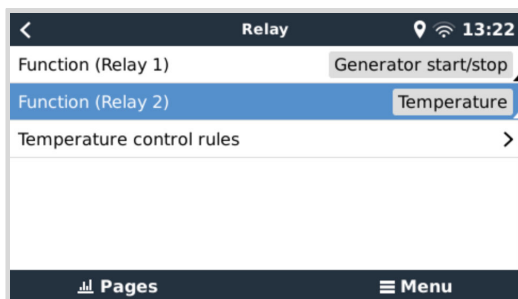 Relay 13:22
Function (Relay 1) Generator start/stop
Function (Relay 2) Temperature
Temperature control rules
Pages Menu